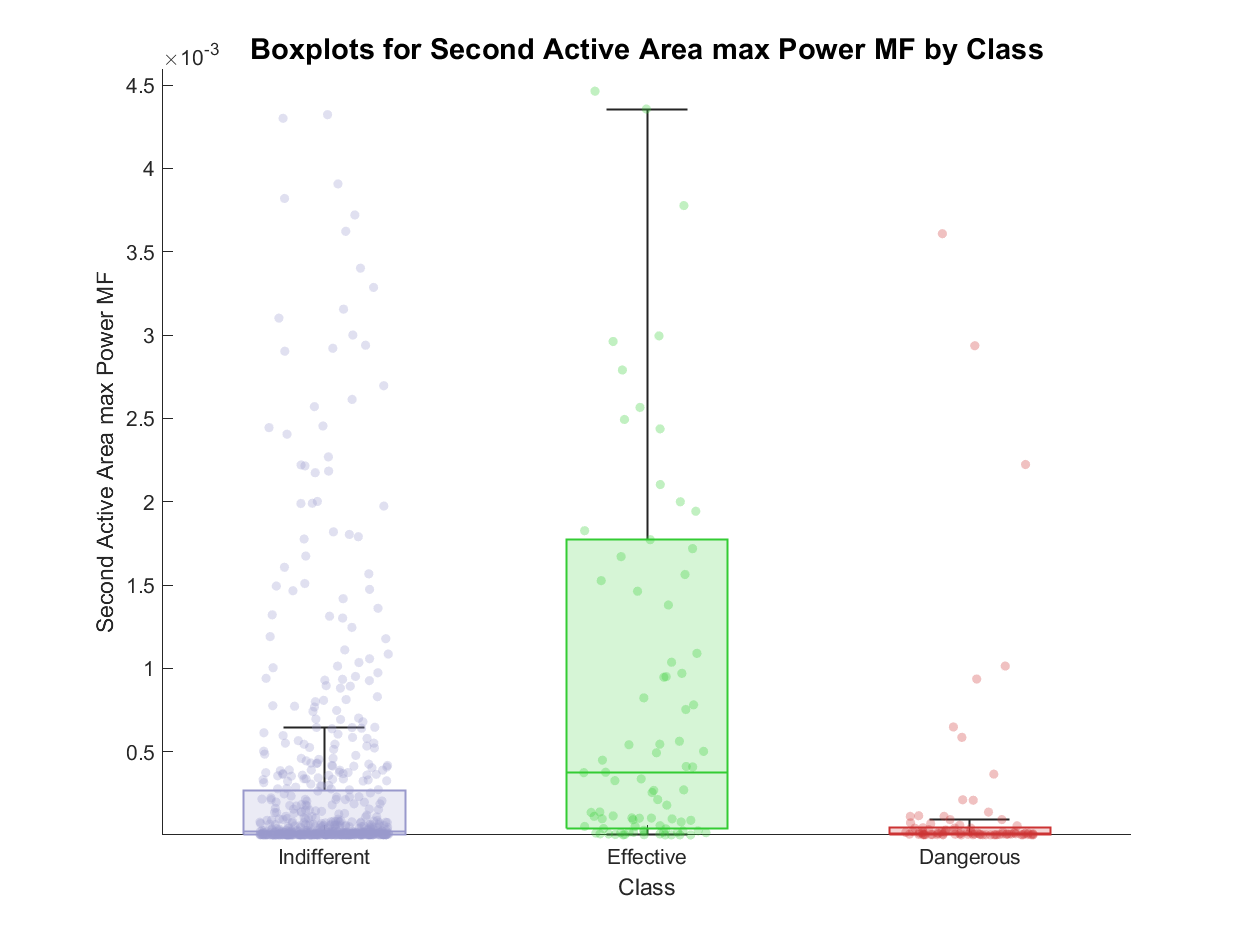 ×10⁻³
Boxplots for Second Active Area max Power MF by Class
4.5
4
3.5
3
2.5
2
1.5
1
0.5
Second Active Area max Power MF
Indifferent Effective Dangerous
Class